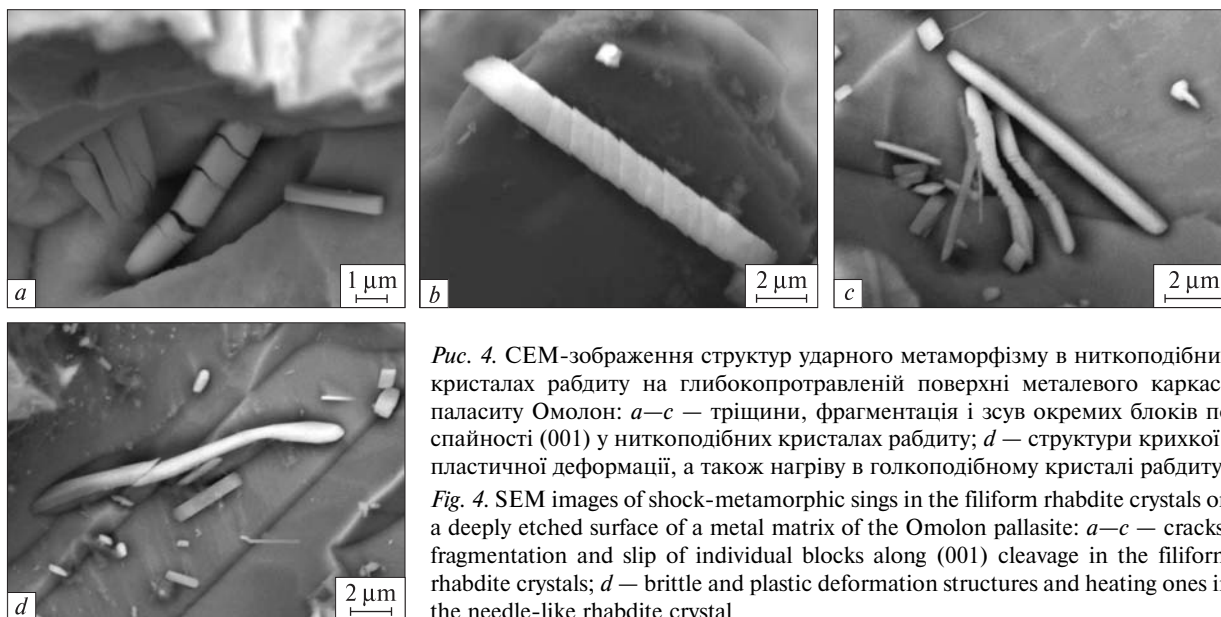 a
1 µm
b
2 µm
c
2 µm
d
2 µm
Рис. 4. СЕМ-зображення структур ударного метаморфізму в ниткоподібни
кристалах рабдиту на глибокопротравленій поверхні металевого каркас
паласиту Омолон: a—c — тріщини, фрагментація і зсув окремих блоків п
спайності (001) у ниткоподібних кристалах рабдиту; d — структури крихкої
пластичної деформації, а також нагріву в голкоподібному кристалі рабдиту
Fig. 4. SEM images of shock-metamorphic sings in the filiform rhabdite crystals o
a deeply etched surface of a metal matrix of the Omolon pallasite: a—c — cracks
fragmentation and slip of individual blocks along (001) cleavage in the filiform
rhabdite crystals; d — brittle and plastic deformation structures and heating ones i
the needle-like rhabdite crystal